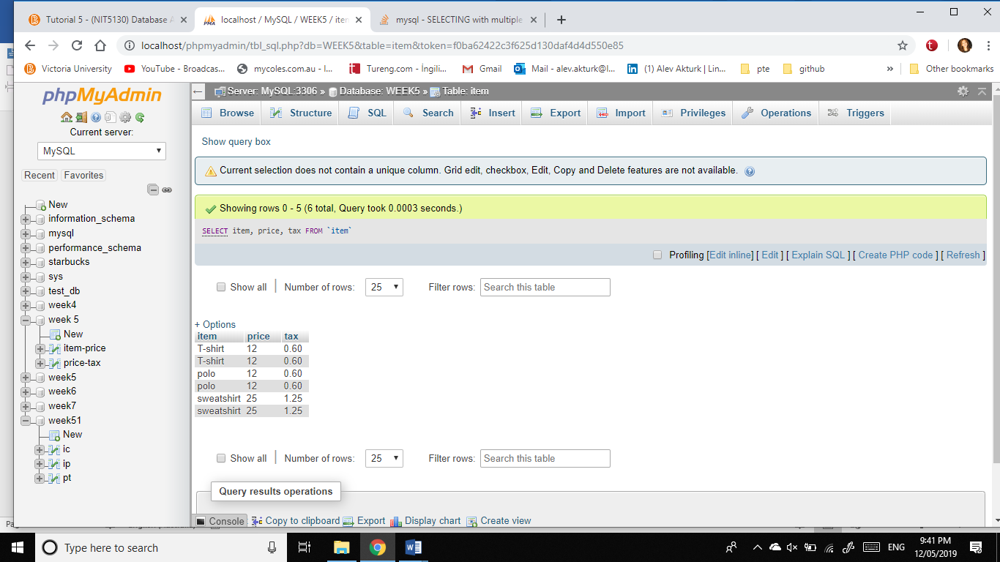 Tutorial 5 - (NIT5130) Database A
localhost / MySQL / WEEK5 / iten
mysql - SELECTING with multiple
localhost/phpmyadmin/tbl_sql.php?db=WEEK5&table=item&token=f0ba62422c3f625d130daf4d4d550e85
Victoria University
YouTube - Broadcas...
mycoles.com.au - l...
Tureng.com - İngili...
Gmail
Mail - alev.akturk@l...
(1) Alev Akturk | Lin...
pte
github
»
Other bookmarks
phpMyAdmin
Current server:
MySQL
Recent Favorites
New
information_schema
mysql
performance_schema
starbucks
sys
test_db
week4
week 5
New
item-price
price-tax
week5
week6
week7
week51
New
ic
ip
pt
Server: MySQL:3306 » Database: WEEK5 » Table: item
Browse Structure SQL Search Insert Export Import Privileges Operations Triggers
Show query box
Current selection does not contain a unique column. Grid edit, checkbox, Edit, Copy and Delete features are not available.
Showing rows 0 - 5 (6 total, Query took 0.0003 seconds.)
SELECT item, price, tax FROM `item`
Profiling [Edit inline] [ Edit ] [ Explain SQL ] [ Create PHP code ] [ Refresh ]
Show all | Number of rows: 25 Filter rows: Search this table
+ Options
item price tax
T-shirt 12 0.60
T-shirt 12 0.60
polo 12 0.60
polo 12 0.60
sweatshirt 25 1.25
sweatshirt 25 1.25
Show all | Number of rows: 25 Filter rows: Search this table
Query results operations
Console Copy to clipboard Export Display chart Create view
Type here to search
ENG
9:41 PM
12/05/2019